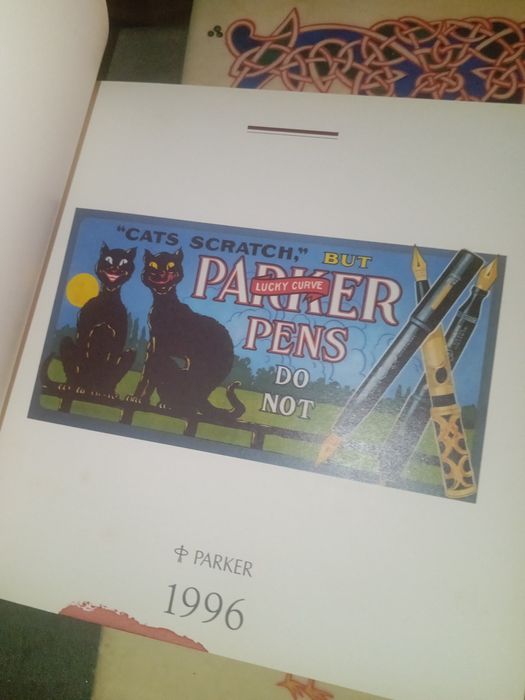 "CATS SCRATCH," BUT
PARKER
LUCKY CURVE
PENS
DO
NOT
PARKER
1996